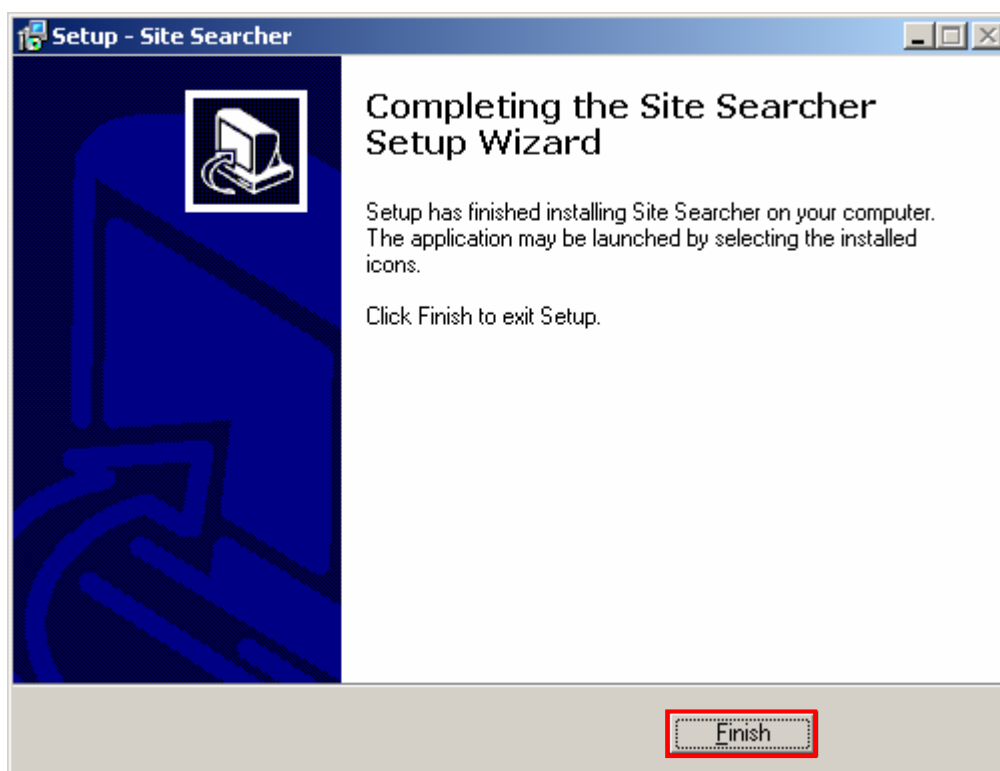 Setup - Site Searcher
Completing the Site Searcher
Setup Wizard
Setup has finished installing Site Searcher on your computer.
The application may be launched by selecting the installed
icons.
Click Finish to exit Setup.
Finish